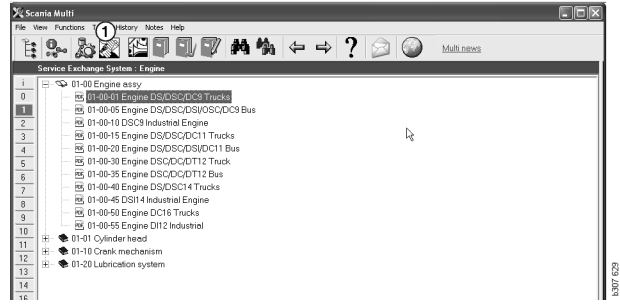 Scania Multi
File View Functions T History Notes Help
1
Multi news
Service Exchange System : Engine
i
0
1
2
3
4
5
6
7
8
9
10
11
12
13
14
16
01-00 Engine assy
01-00-01 Engine DS/DSC/DC9 Trucks
01-00-05 Engine DS/DSC/DSI/OSC/DC9 Bus
01-00-10 DSC9 Industrial Engine
01-00-15 Engine DS/DSC/DC11 Trucks
01-00-20 Engine DS/DSC/DSI/DC11 Bus
01-00-30 Engine DSC/DC/DT12 Truck
01-00-35 Engine DSC/DC/DT12 Bus
01-00-40 Engine DS/DSC14 Trucks
01-00-45 DSI14 Industrial Engine
01-00-50 Engine DC16 Trucks
01-00-55 Engine DI12 Industrial
01-01 Cylinder head
01-10 Crank mechanism
01-20 Lubrication system
b307 629